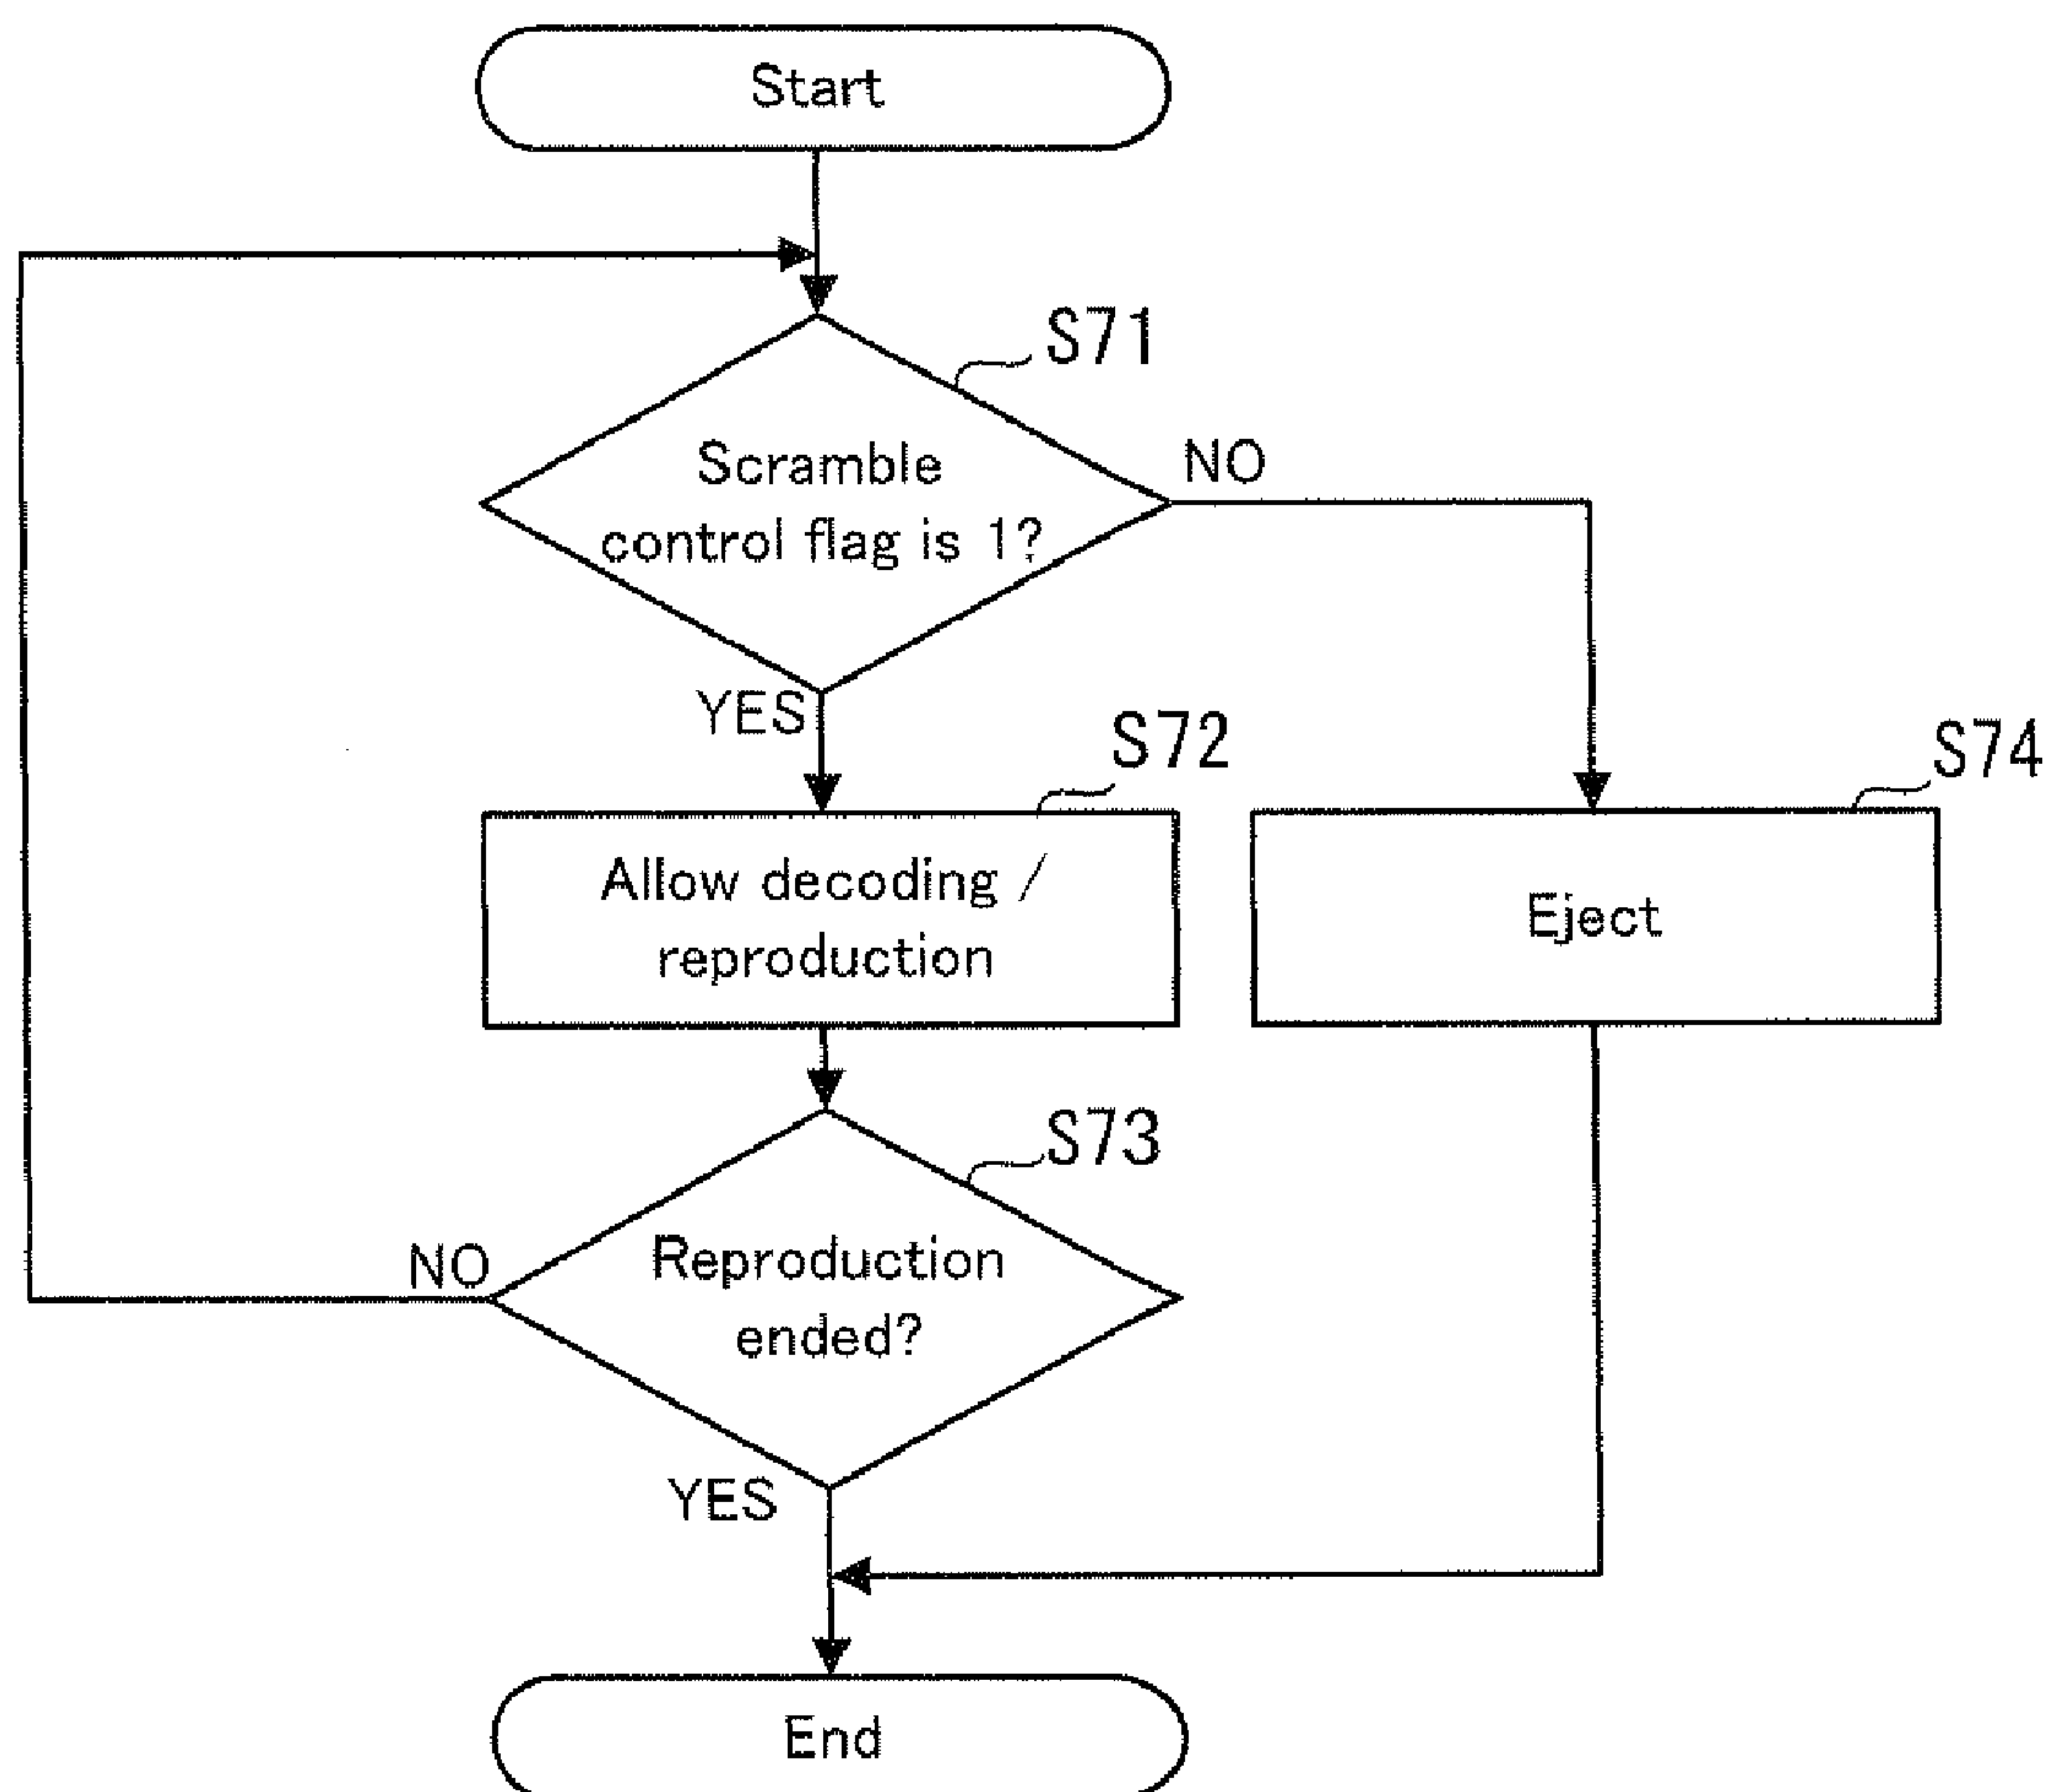 Start
S71
Scramble
control flag is 1?
NO
YES
S72
S74
Allow decoding /
reproduction
Eject
S73
NO
Reproduction
ended?
YES
End